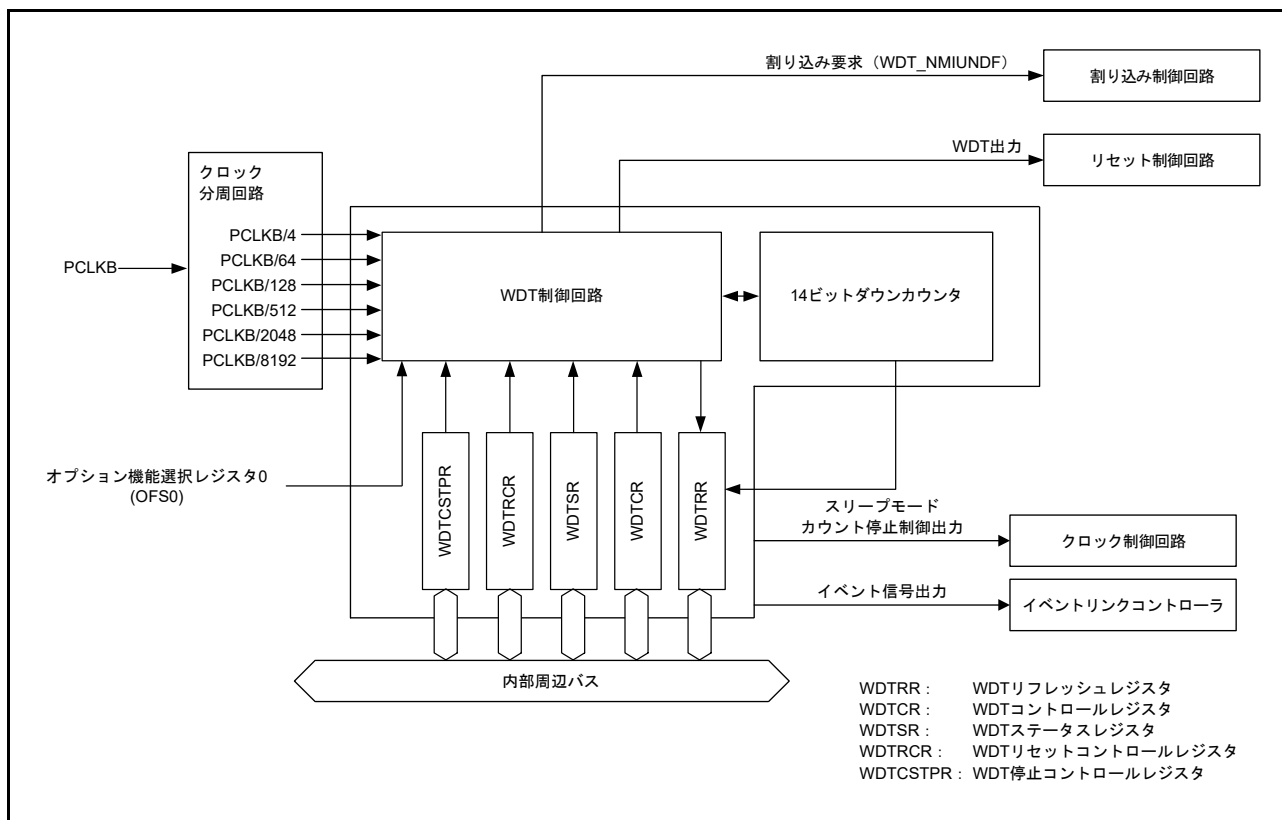 割り込み要求（WDT_NMIUNDF）
割り込み制御回路
WDT出力
リセット制御回路
クロック
分周回路
PCLKB/4
PCLKB/64
PCLKB/128
PCLKB/512
PCLKB/2048
PCLKB/8192
PCLKB
WDT制御回路
14ビットダウンカウンタ
オプション機能選択レジスタ0
(OFS0)
WDTCSTPR
WDTRCR
WDTSR
WDTCR
WDTRR
スリープモード
カウント停止制御出力
クロック制御回路
イベント信号出力
イベントリンクコントローラ
内部周辺バス
WDTRR： WDTリフレッシュレジスタ
WDTCR： WDTコントロールレジスタ
WDTSR： WDTステータスレジスタ
WDTRCR： WDTリセットコントロールレジスタ
WDTCSTPR： WDT停止コントロールレジスタ